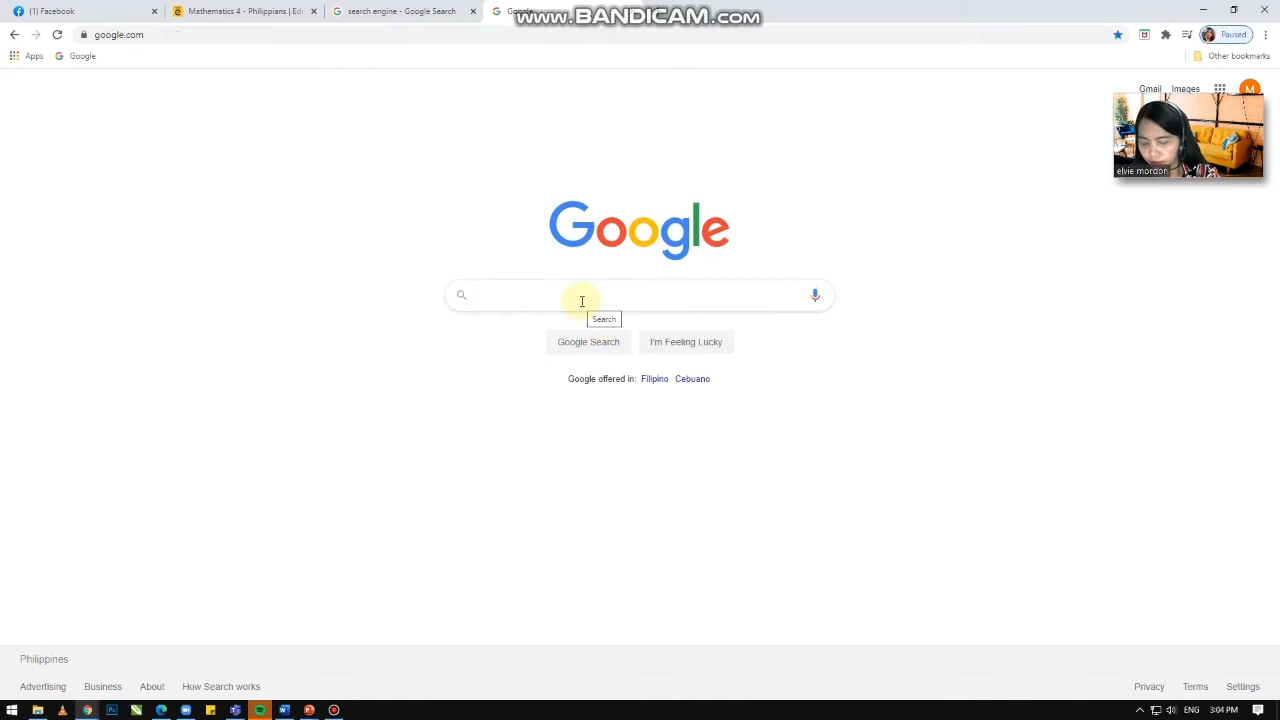 (1) Facebook
Mathematics 4 - Philippians | Ed
search engine - Google Search
Google
www.BANDICAM.com
google.com
Paused
Apps
Google
Other bookmarks
Gmail
Images
M
elvie mordon
Google
Search
Google Search
I'm Feeling Lucky
Google offered in: Filipino Cebuano
Philippines
Advertising
Business
About
How Search works
Privacy
Terms
Settings
ENG
3:04 PM